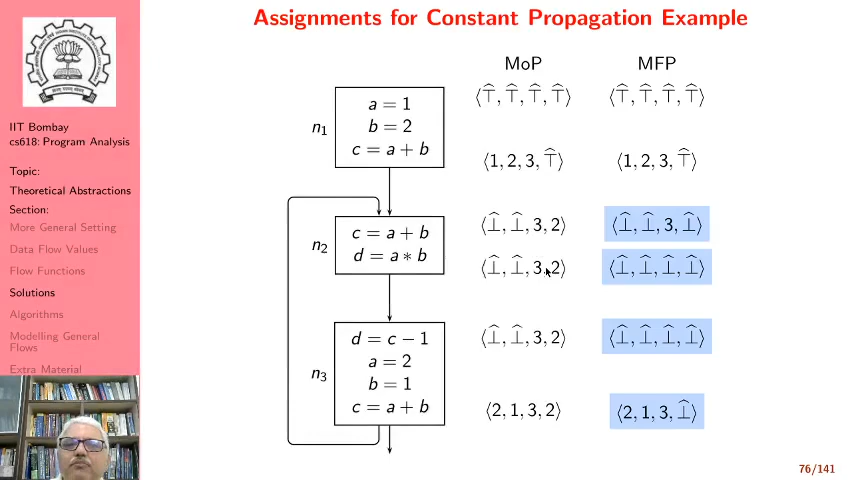 Assignments for Constant Propagation Example
IIT Bombay
cs618: Program Analysis
Topic:
Theoretical Abstractions
Section:
More General Setting
Data Flow Values
Flow Functions
Solutions
Algorithms
Modelling General
Flows
Extra Material
MoP MFP
⟨⊤̂, ⊤̂, ⊤̂, ⊤̂⟩ ⟨⊤̂, ⊤̂, ⊤̂, ⊤̂⟩
n₁
a = 1
b = 2
c = a + b
⟨1, 2, 3, ⊤̂⟩ ⟨1, 2, 3, ⊤̂⟩
⟨⊥̂, ⊥̂, 3, 2⟩ ⟨⊥̂, ⊥̂, 3, ⊥̂⟩
n₂
c = a + b
d = a ∗ b
⟨⊥̂, ⊥̂, 3, 2⟩ ⟨⊥̂, ⊥̂, ⊥̂, ⊥̂⟩
⟨⊥̂, ⊥̂, 3, 2⟩ ⟨⊥̂, ⊥̂, ⊥̂, ⊥̂⟩
n₃
d = c − 1
a = 2
b = 1
c = a + b
⟨2, 1, 3, 2⟩ ⟨2, 1, 3, ⊥̂⟩
76/141